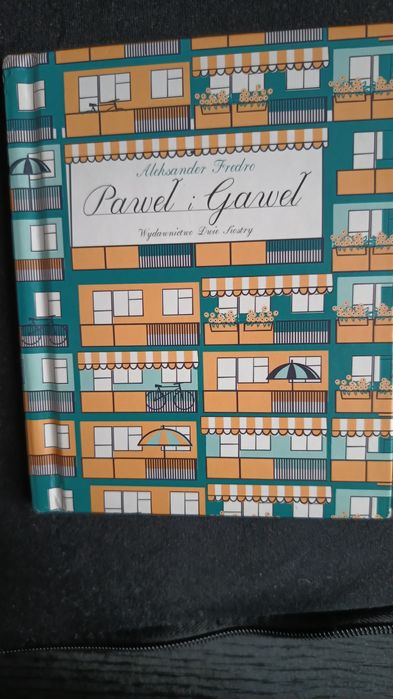 Aleksander Fredro
Paweł i Gaweł
Wydawnictwo Dwie Siostry